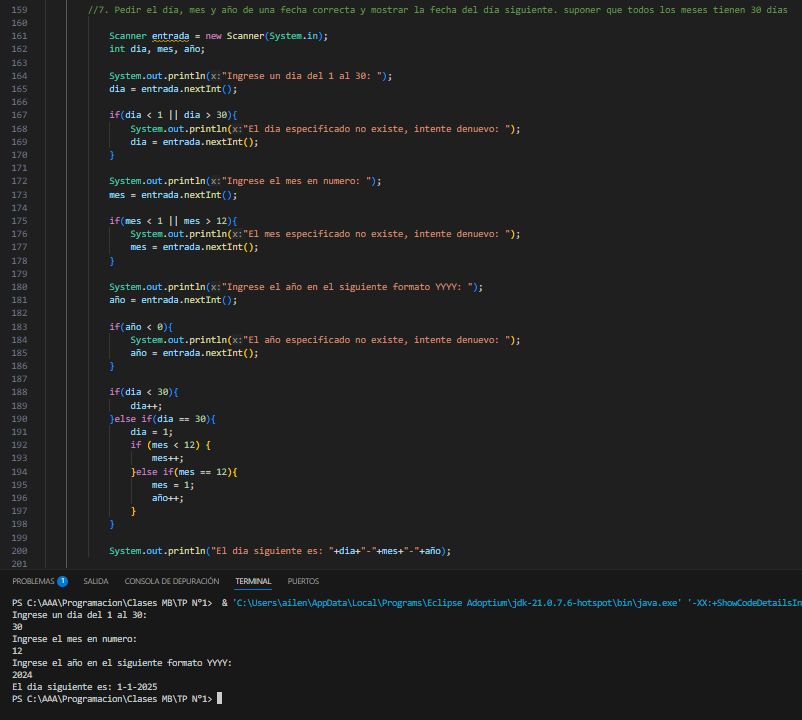 159 //7. Pedir el día, mes y año de una fecha correcta y mostrar la fecha del día siguiente. suponer que todos los meses tienen 30 días
160
161 Scanner entrada = new Scanner(System.in);
162 int dia, mes, año;
163
164 System.out.println(x:"Ingrese un dia del 1 al 30: ");
165 dia = entrada.nextInt();
166
167 if(dia < 1 || dia > 30){
168 System.out.println(x:"El dia especificado no existe, intente denuevo: ");
169 dia = entrada.nextInt();
170 }
171
172 System.out.println(x:"Ingrese el mes en numero: ");
173 mes = entrada.nextInt();
174
175 if(mes < 1 || mes > 12){
176 System.out.println(x:"El mes especificado no existe, intente denuevo: ");
177 mes = entrada.nextInt();
178 }
179
180 System.out.println(x:"Ingrese el año en el siguiente formato YYYY: ");
181 año = entrada.nextInt();
182
183 if(año < 0){
184 System.out.println(x:"El año especificado no existe, intente denuevo: ");
185 año = entrada.nextInt();
186 }
187
188 if(dia < 30){
189 dia++;
190 }else if(dia == 30){
191 dia = 1;
192 if (mes < 12) {
193 mes++;
194 }else if(mes == 12){
195 mes = 1;
196 año++;
197 }
198 }
199
200 System.out.println("El dia siguiente es: "+dia+"-"+mes+"-"+año);
201
PROBLEMAS 1 SALIDA CONSOLA DE DEPURACIÓN TERMINAL PUERTOS
PS C:\AAA\Programacion\Clases MB\TP N°1> & 'C:\Users\ailen\AppData\Local\Programs\Eclipse Adoptium\jdk-21.0.7.6-hotspot\bin\java.exe' '-XX:+ShowCodeDetailsIn
Ingrese un dia del 1 al 30:
30
Ingrese el mes en numero:
12
Ingrese el año en el siguiente formato YYYY:
2024
El dia siguiente es: 1-1-2025
PS C:\AAA\Programacion\Clases MB\TP N°1>